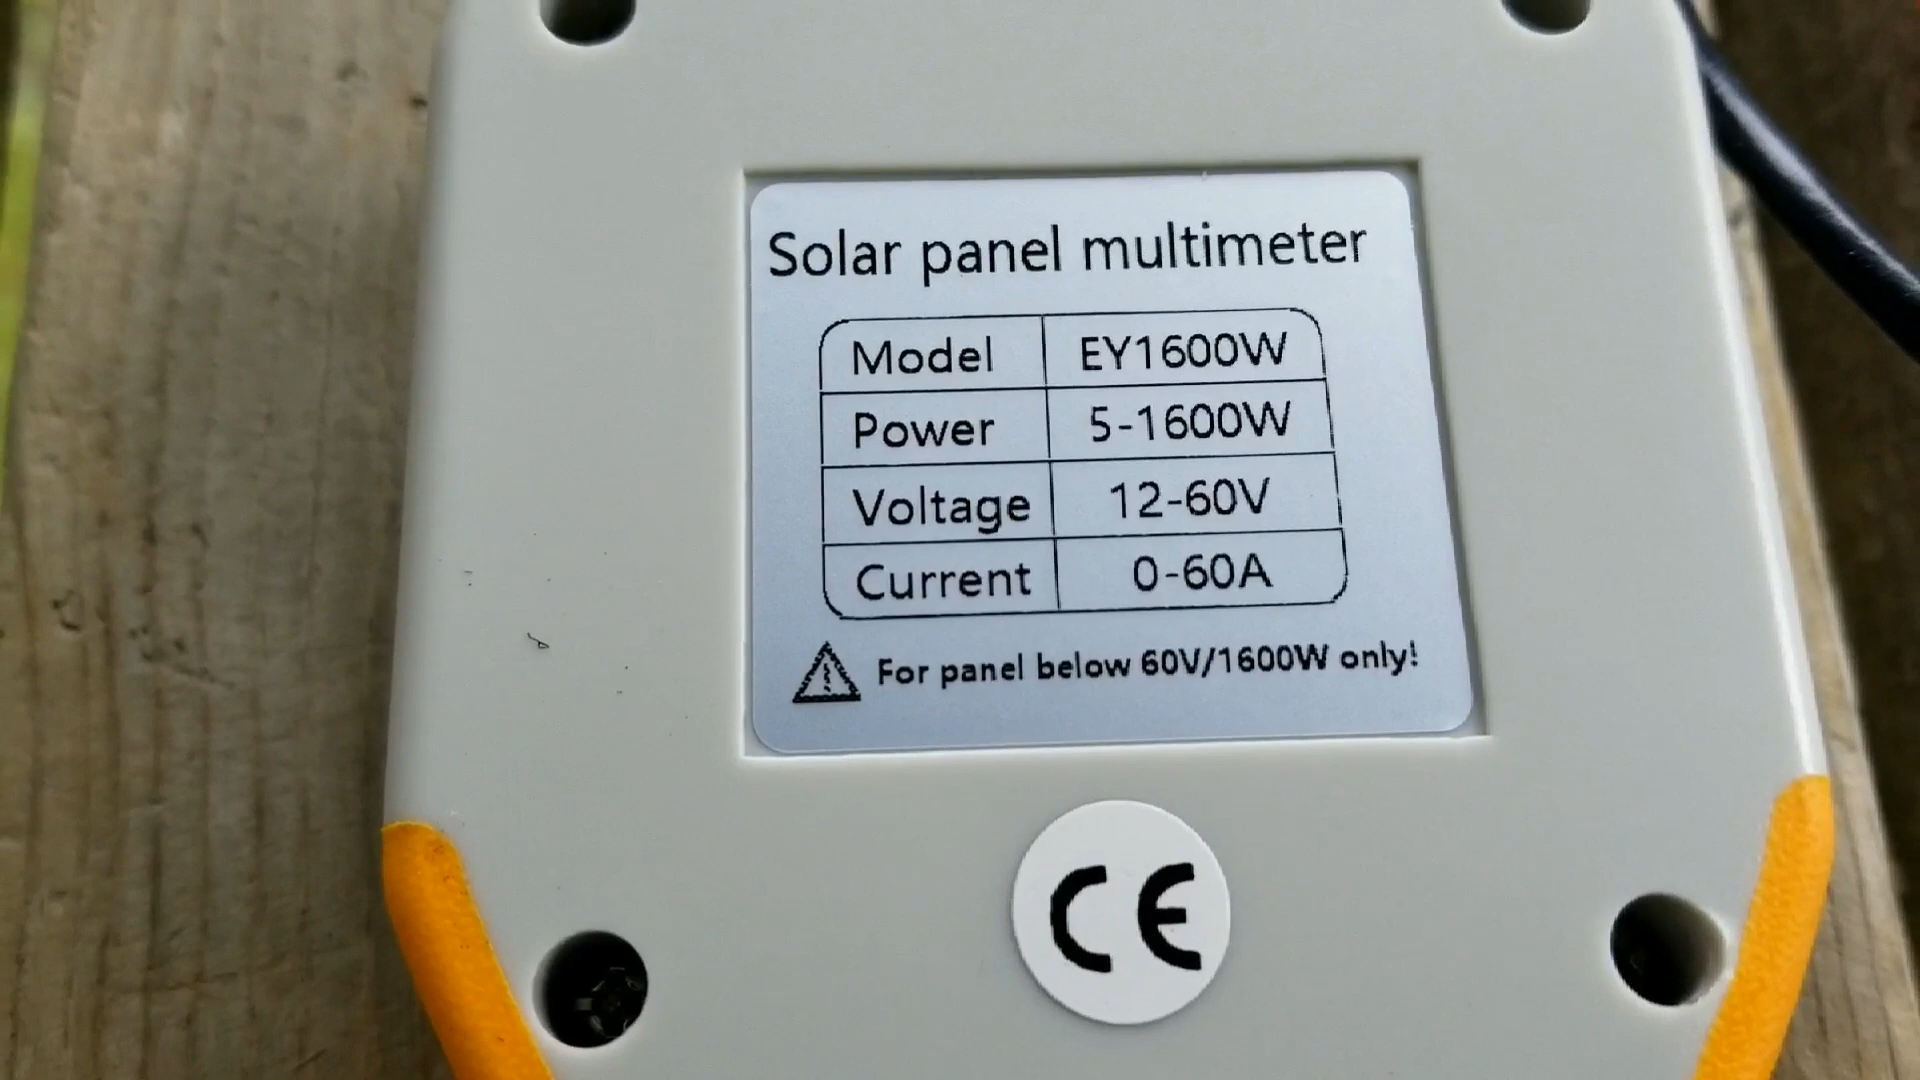 Solar panel multimeter
Model EY1600W
Power 5-1600W
Voltage 12-60V
Current 0-60A
For panel below 60V/1600W only!
CE